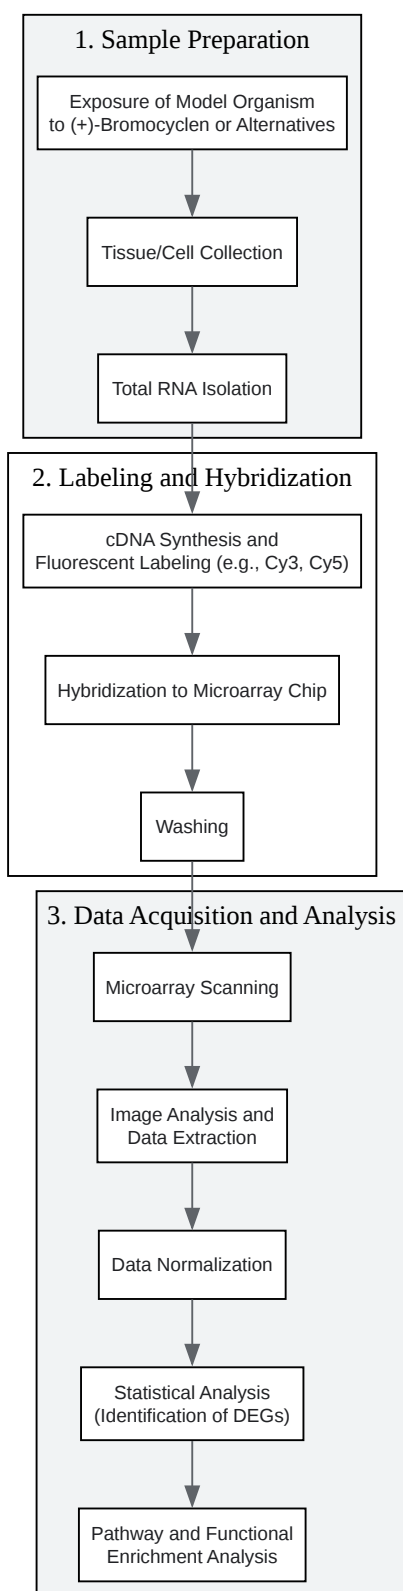 1. Sample Preparation
Exposure of Model Organism
to (+)-Bromocyclen or Alternatives
Tissue/Cell Collection
Total RNA Isolation
2. Labeling and Hybridization
cDNA Synthesis and
Fluorescent Labeling (e.g., Cy3, Cy5)
Hybridization to Microarray Chip
Washing
3. Data Acquisition and Analysis
Microarray Scanning
Image Analysis and
Data Extraction
Data Normalization
Statistical Analysis
(Identification of DEGs)
Pathway and Functional
Enrichment Analysis